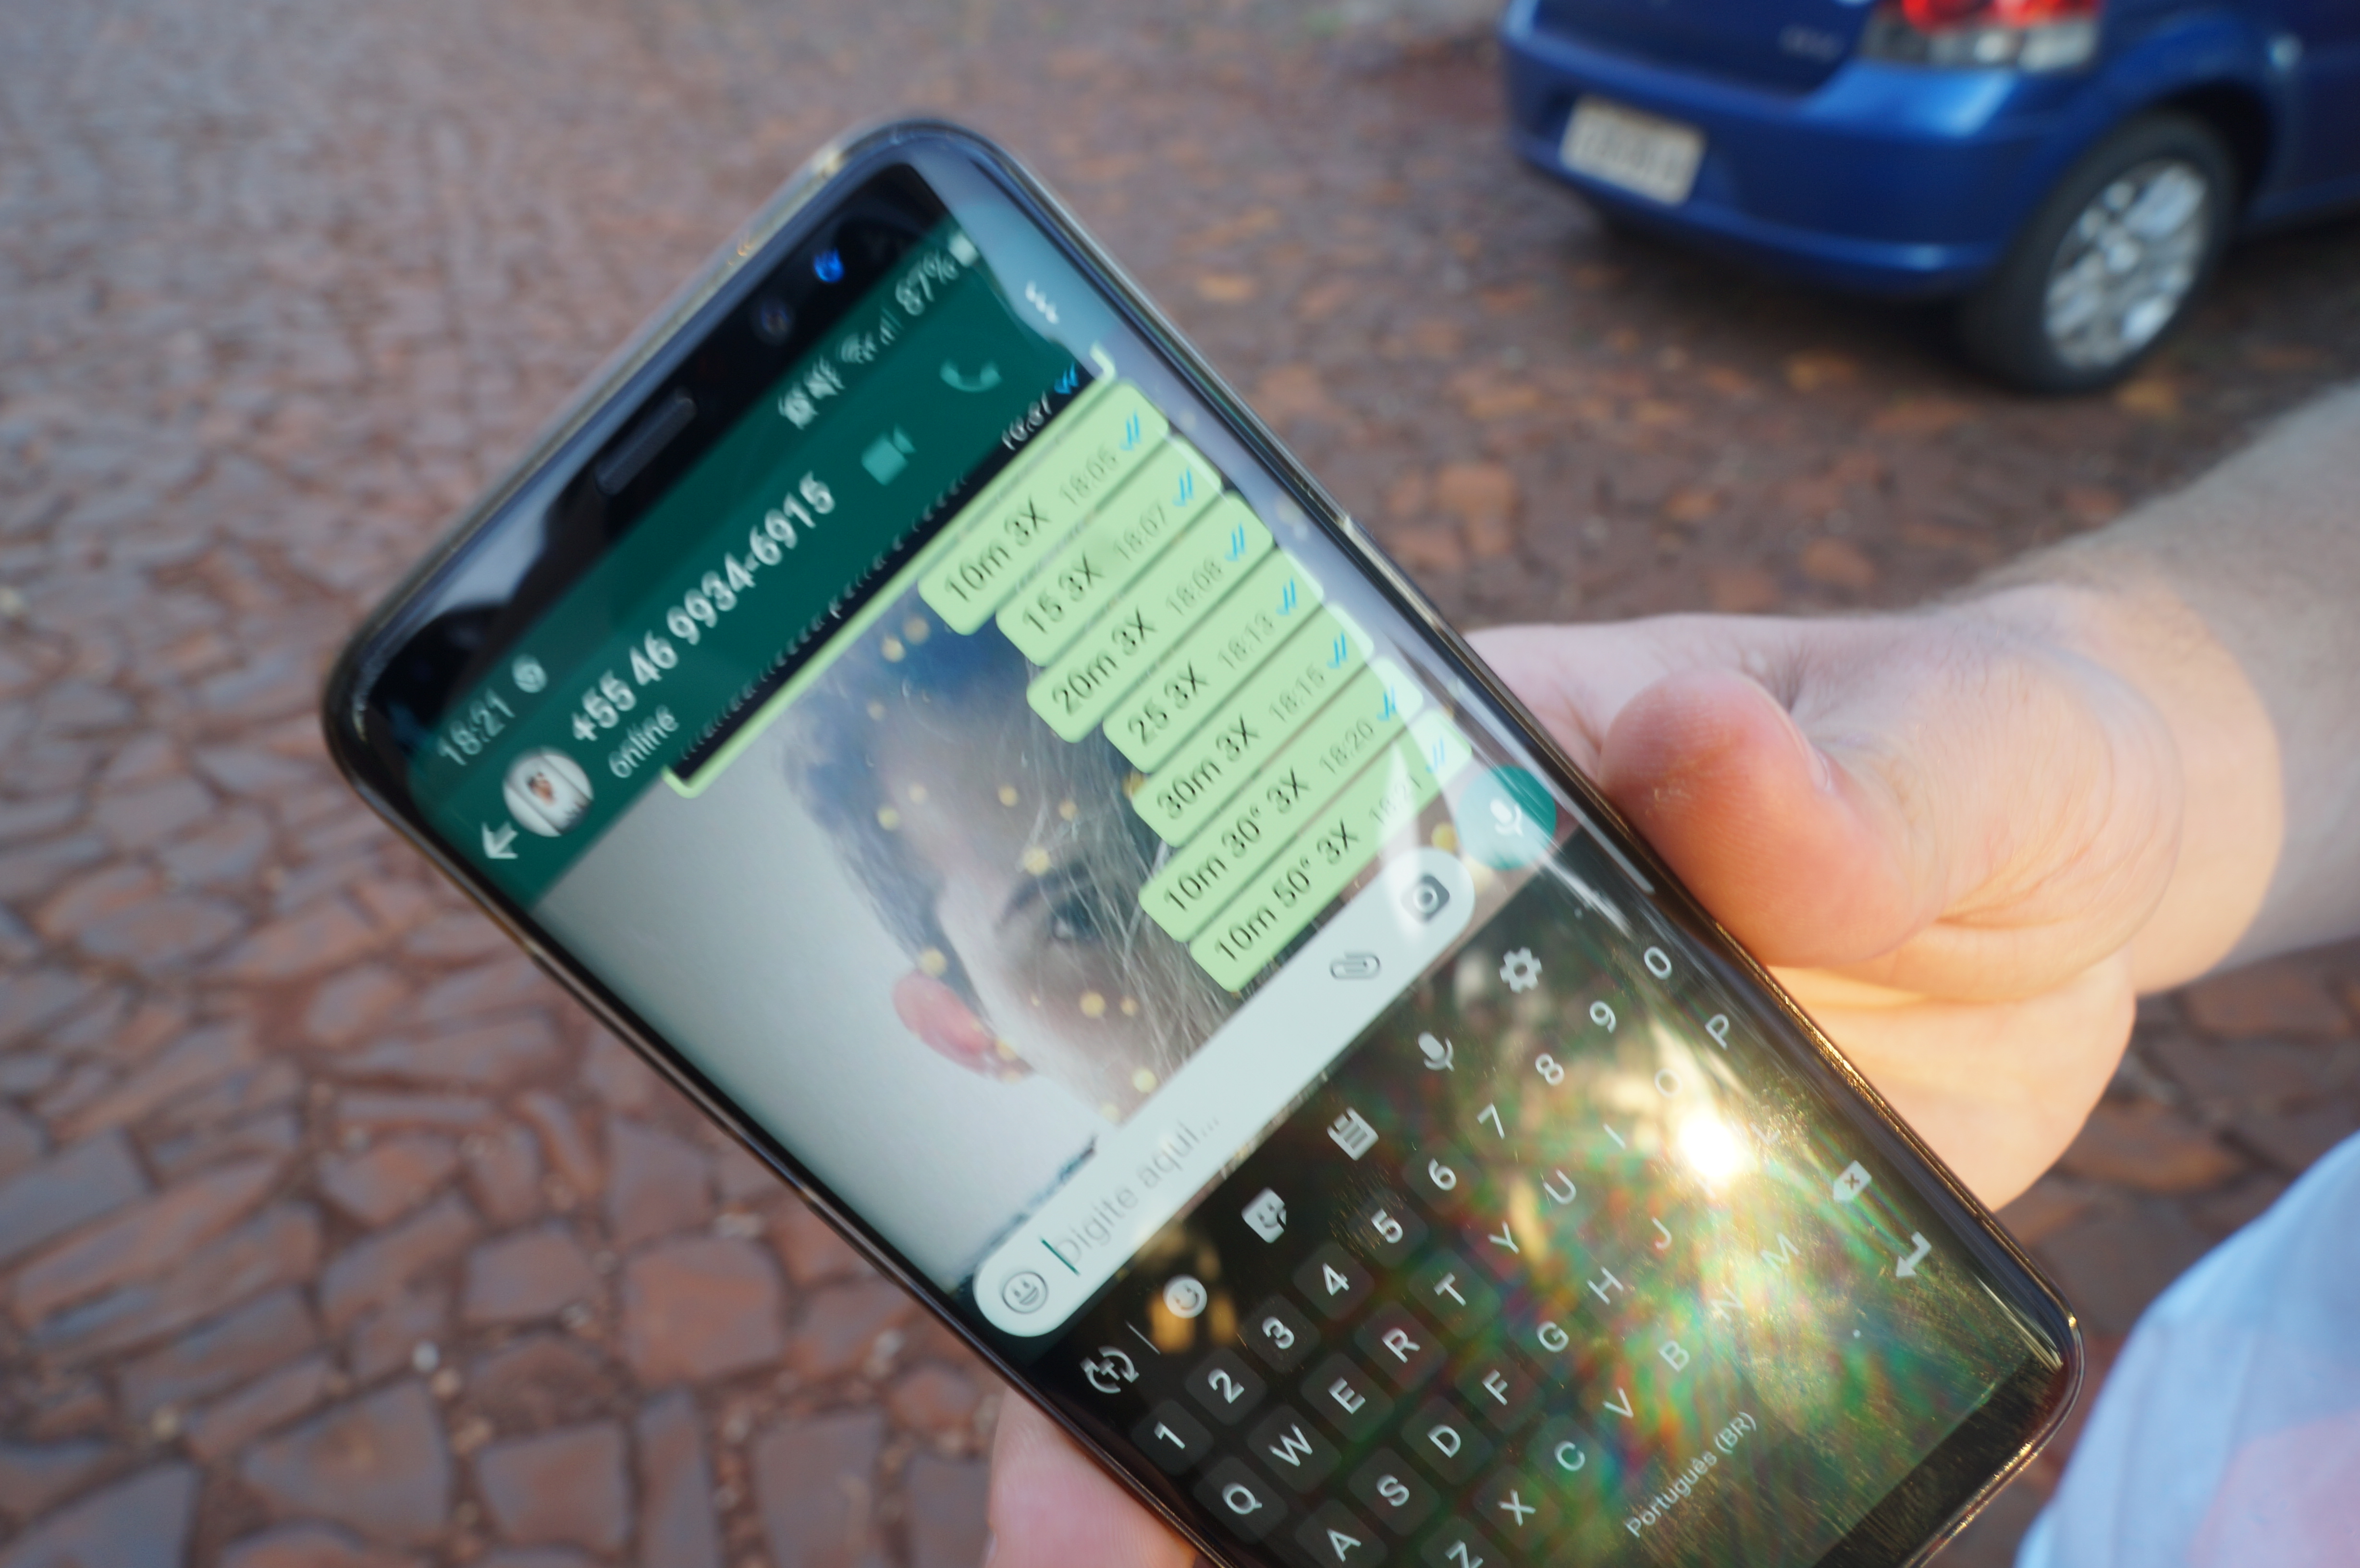 18:21 87%
+55 46 9934-6915
online
10m 3X 18:05
15 3X 18:07
20m 3X 18:08
25 3X 18:13
30m 3X 18:15
10m 30° 3X 18:20
10m 50° 3X 18:21
Digite aqui...
1 2 3 4 5 6 7 8 9 0
Q W E R T Y U I O P
A S D F G H J L
Z X C V B N M
Português (BR)